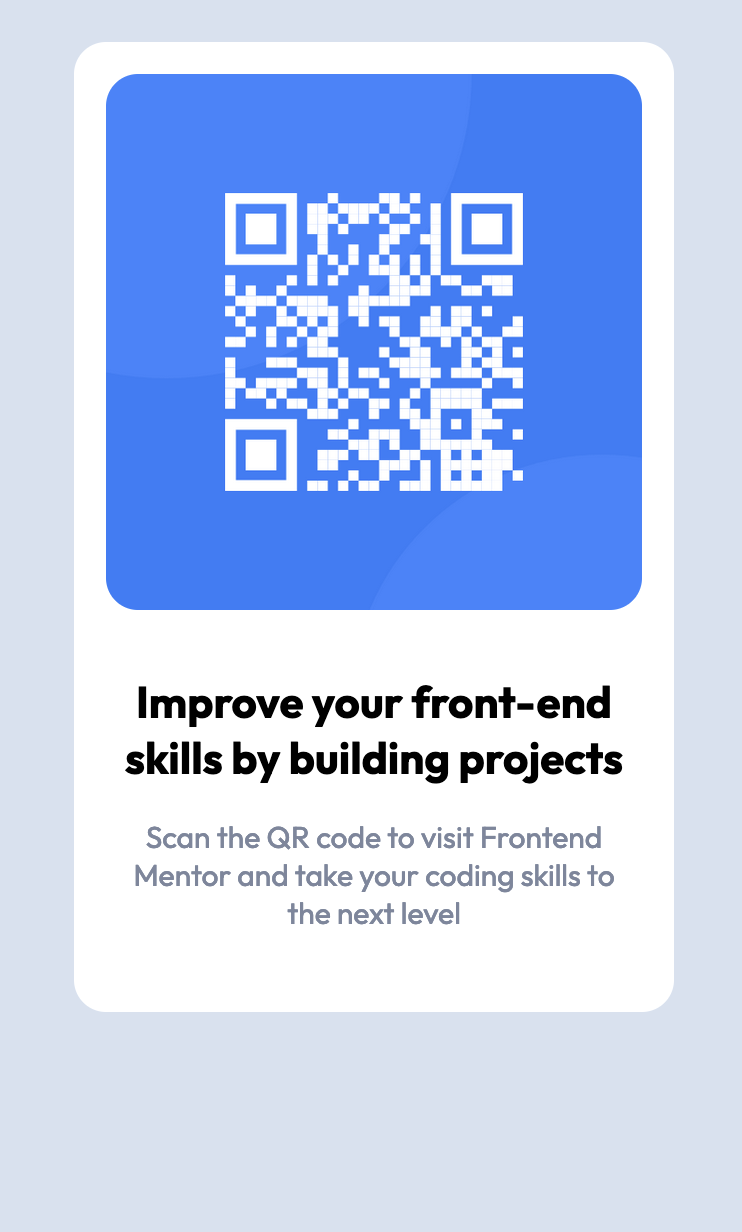 Improve your front-end
skills by building projects
Scan the QR code to visit Frontend
Mentor and take your coding skills to
the next level